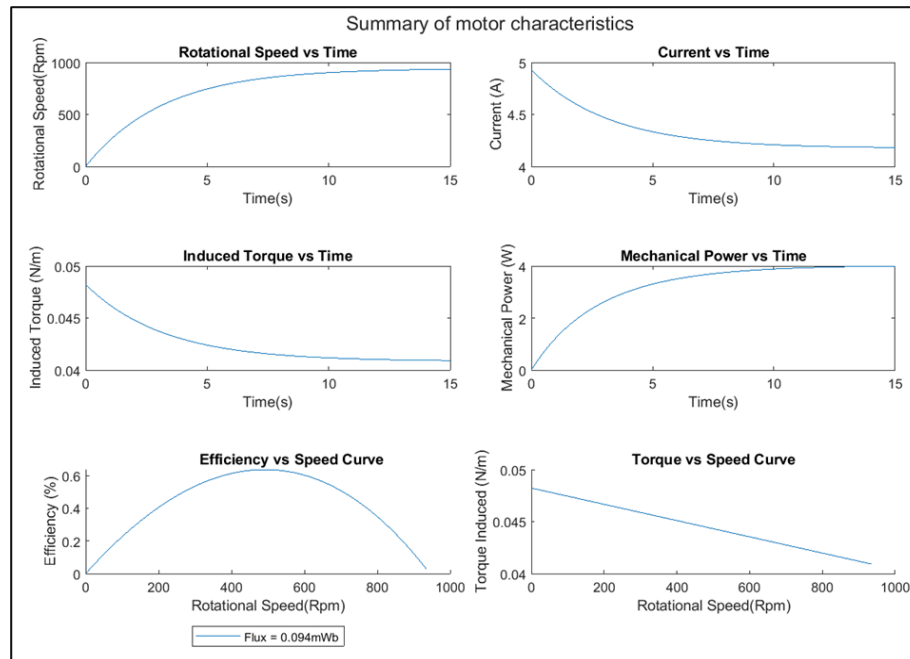 Summary of motor characteristics
Rotational Speed vs Time
Rotational Speed(Rpm)
1000
500
0
0 5 10 15
Time(s)
Current vs Time
Current (A)
5
4.5
4
0 5 10 15
Time(s)
Induced Torque vs Time
Induced Torque (N/m)
0.05
0.045
0.04
0 5 10 15
Time(s)
Mechanical Power vs Time
Mechanical Power (W)
4
2
0
0 5 10 15
Time(s)
Efficiency vs Speed Curve
Efficiency (%)
0.6
0.4
0.2
0
0 200 400 600 800 1000
Rotational Speed(Rpm)
Flux = 0.094mWb
Torque vs Speed Curve
Torque Induced (N/m)
0.05
0.045
0.04
0 200 400 600 800 1000
Rotational Speed(Rpm)